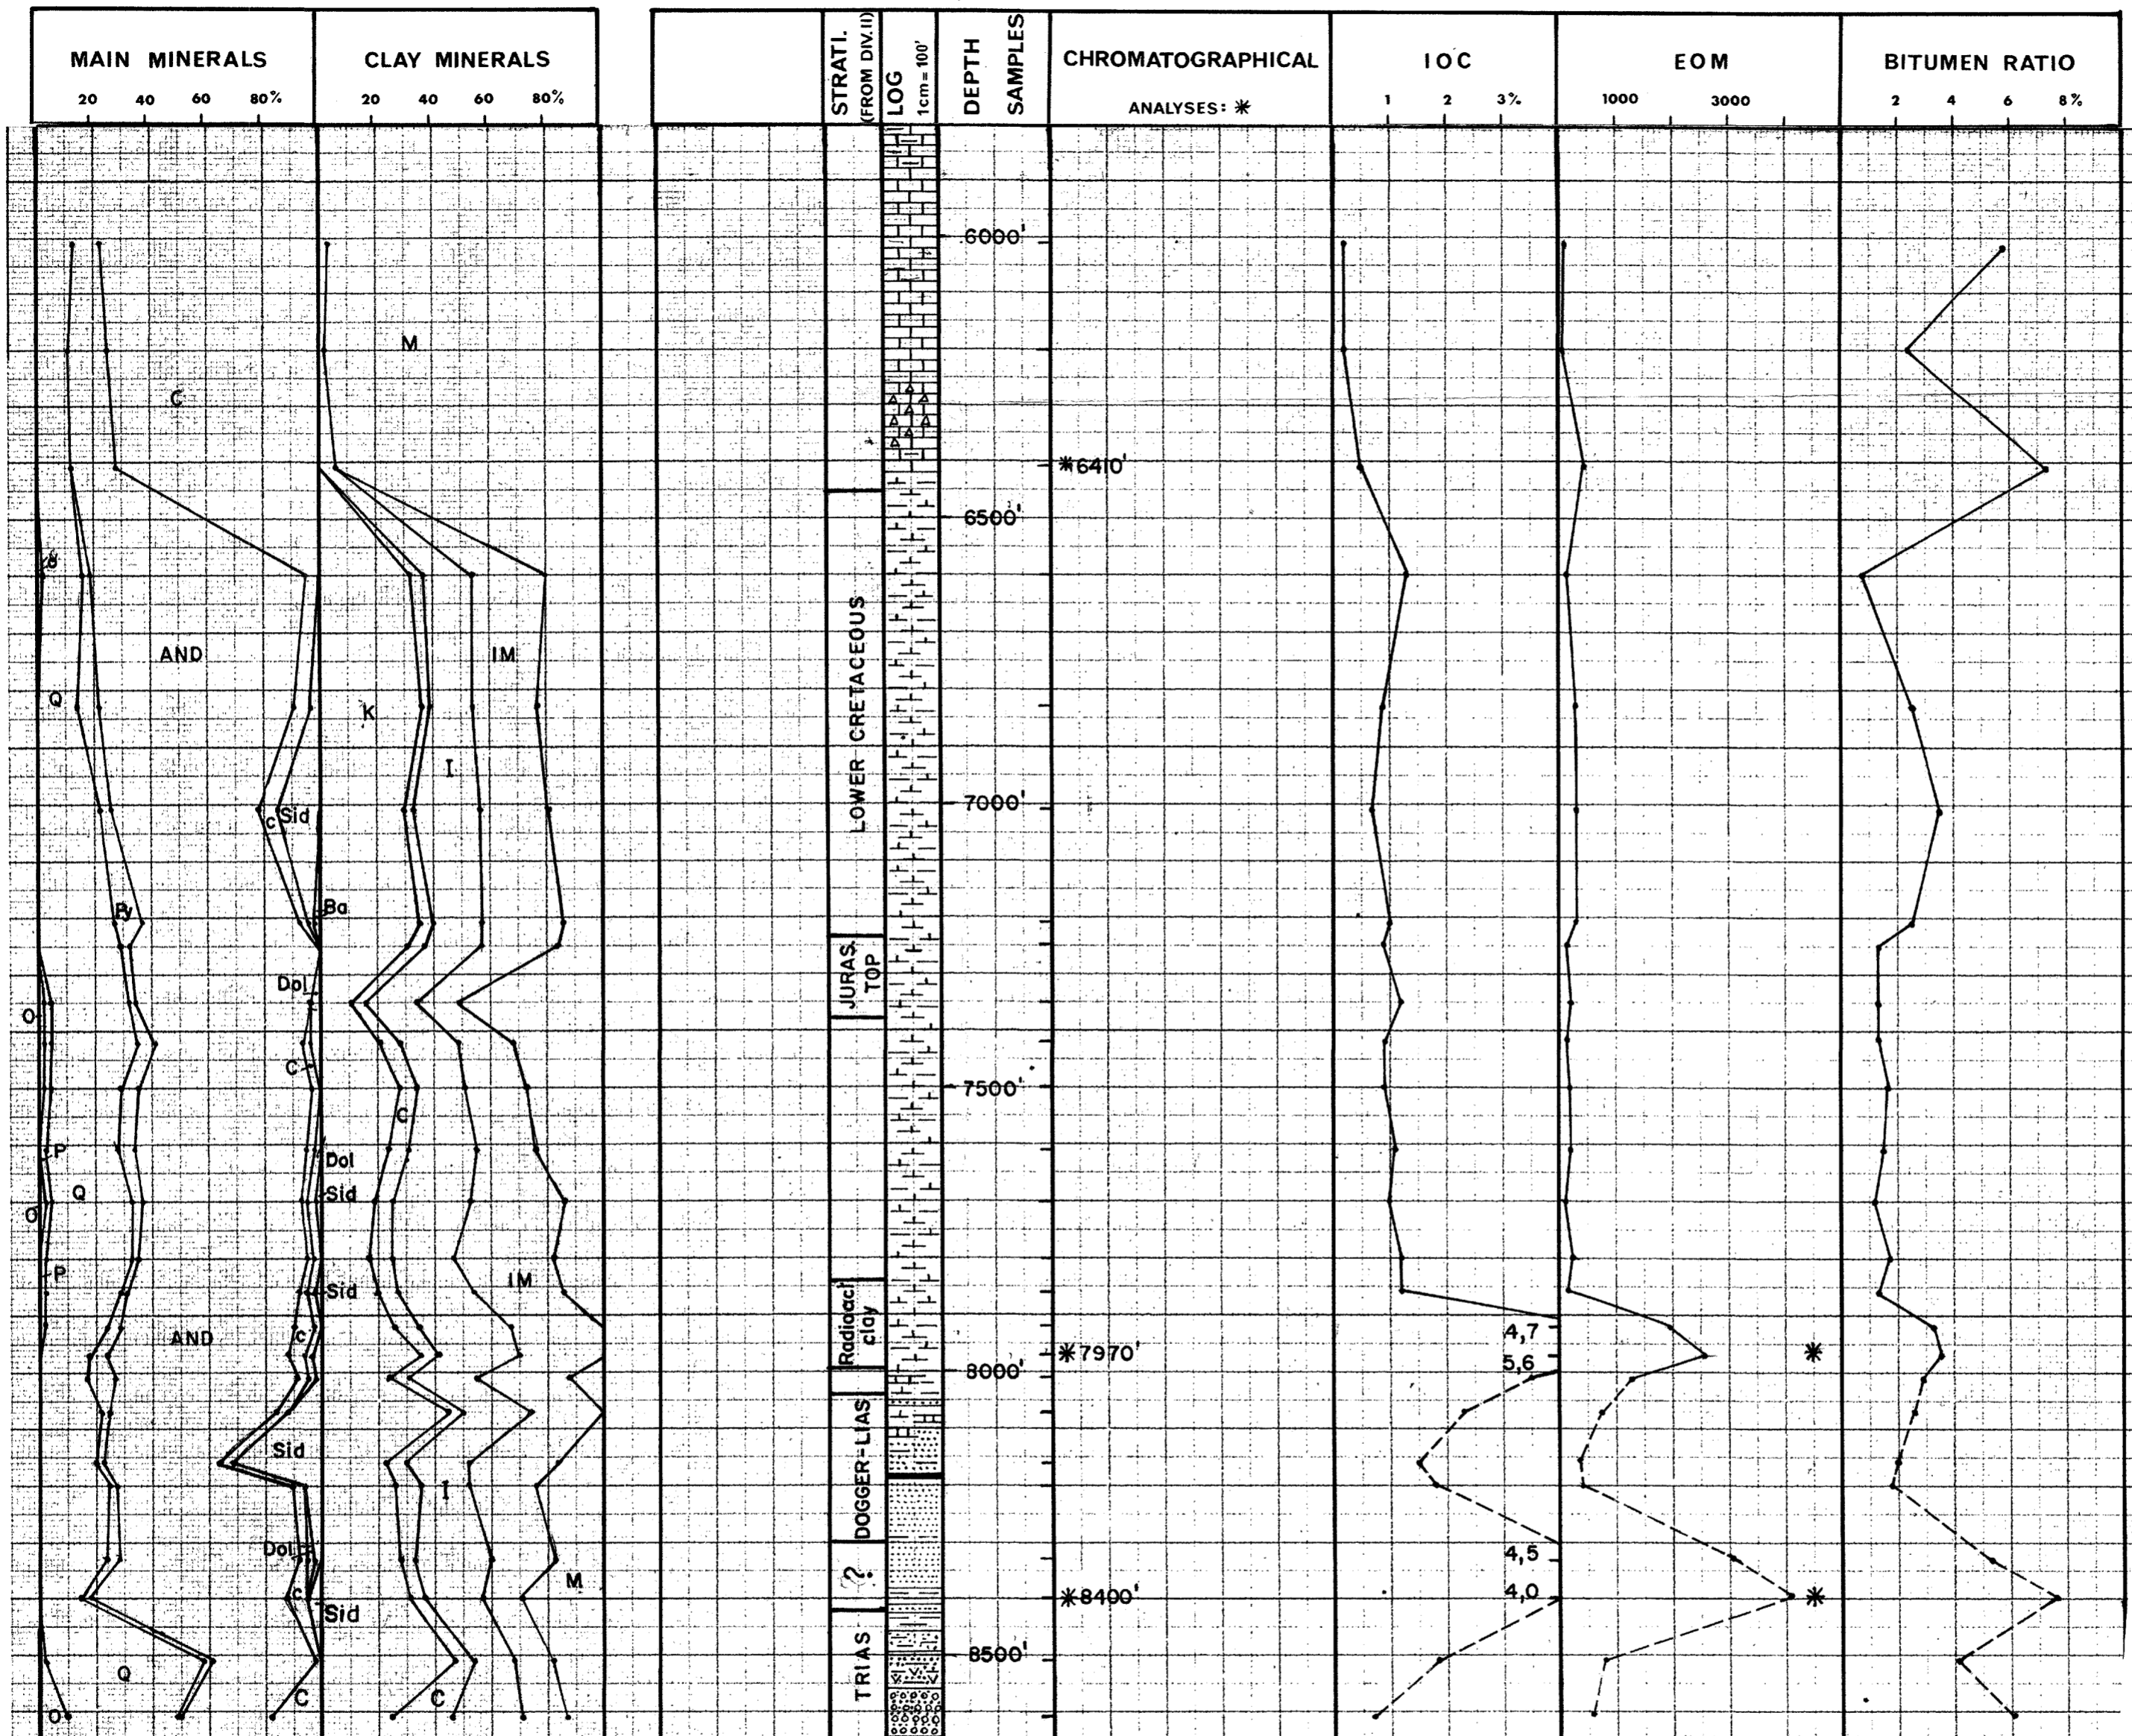 MAIN MINERALS
20 40 60 80%
CLAY MINERALS
20 40 60 80%
STRATI.
(FROM DIV. II)
LOG
1cm = 100'
DEPTH
SAMPLES
CHROMATOGRAPHICAL
ANALYSES: *
IOC
1 2 3%
EOM
1000 3000
BITUMEN RATIO
2 4 6 8%
6000'
M
C
*6410'
6500'
AND
IM
Q
K
I
LOWER CRETACEOUS
7000'
c
Sid
Py
Ba
JURAS.
TOP
Dol
O
C
7500'
C
P
Dol
Q
Sid
O
P
IM
Sid
Radioact
clay
AND
c
4,7
*7970'
*
5,6
8000'
DOGGER-LIAS
Sid
I
Dol
4,5
?
M
c
4,0
*8400'
*
Sid
TRIAS
8500'
Q
C
C
O